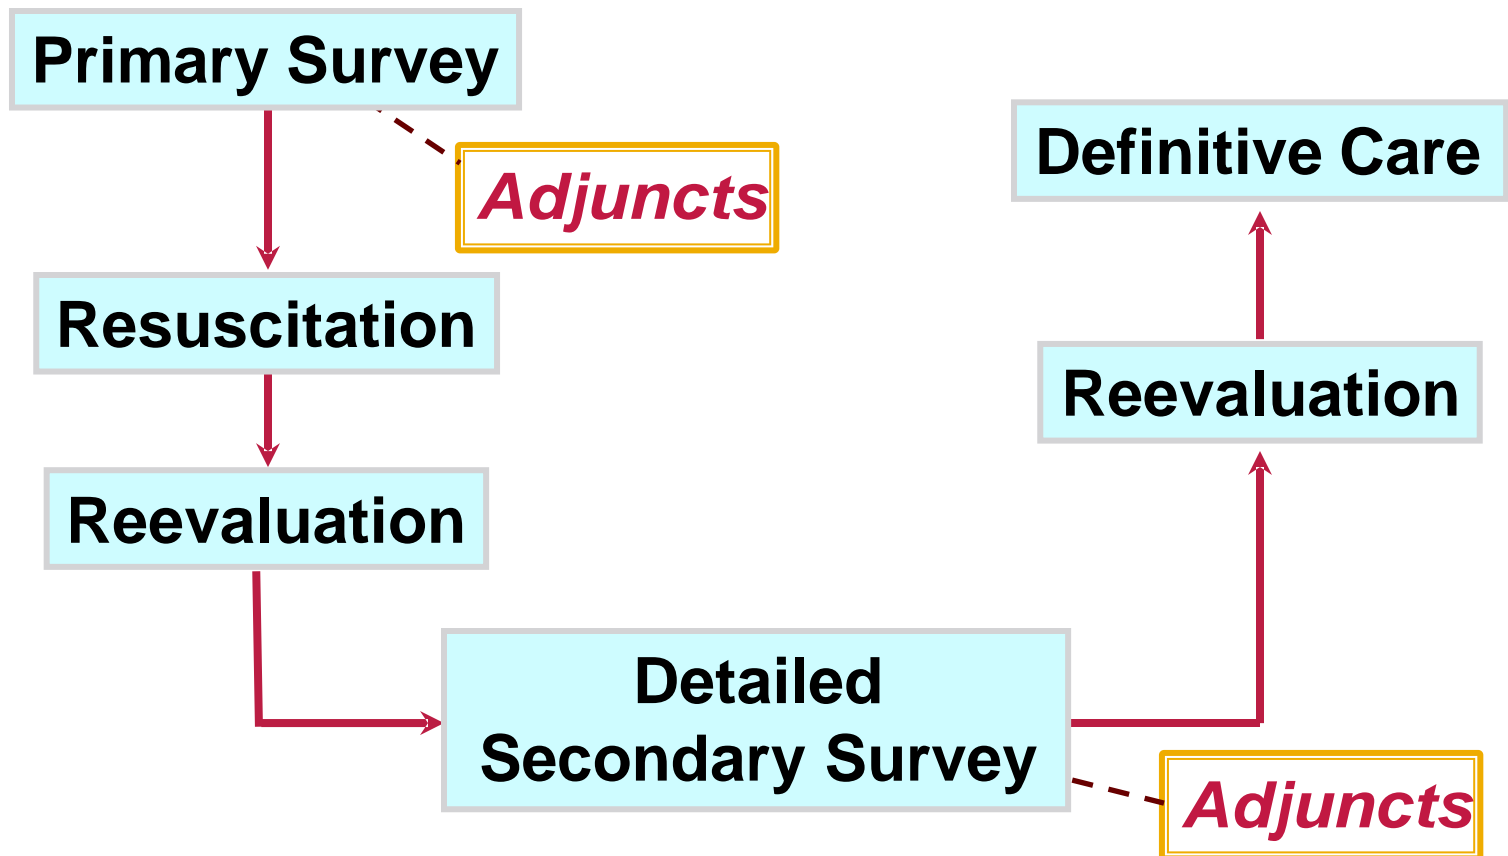 Primary Survey
Adjuncts
Resuscitation
Reevaluation
Detailed
Secondary Survey
Adjuncts
Reevaluation
Definitive Care